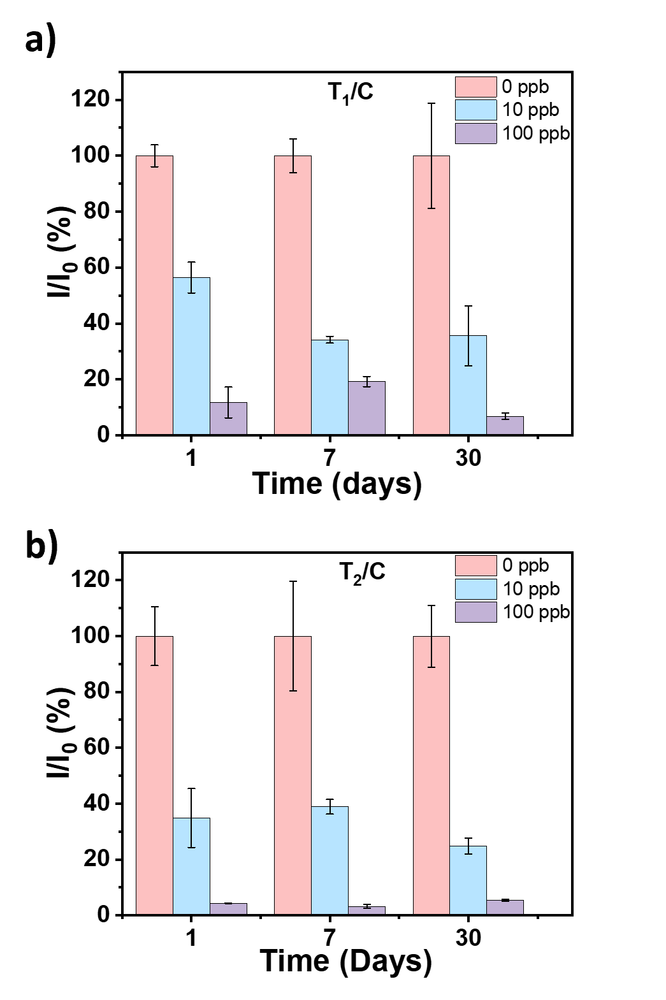 a)
T₁/C
0 ppb
10 ppb
100 ppb
120
100
80
60
40
20
0
I/I₀ (%)
1 7 30
Time (days)
b)
T₂/C
0 ppb
10 ppb
100 ppb
120
100
80
60
40
20
0
I/I₀ (%)
1 7 30
Time (Days)